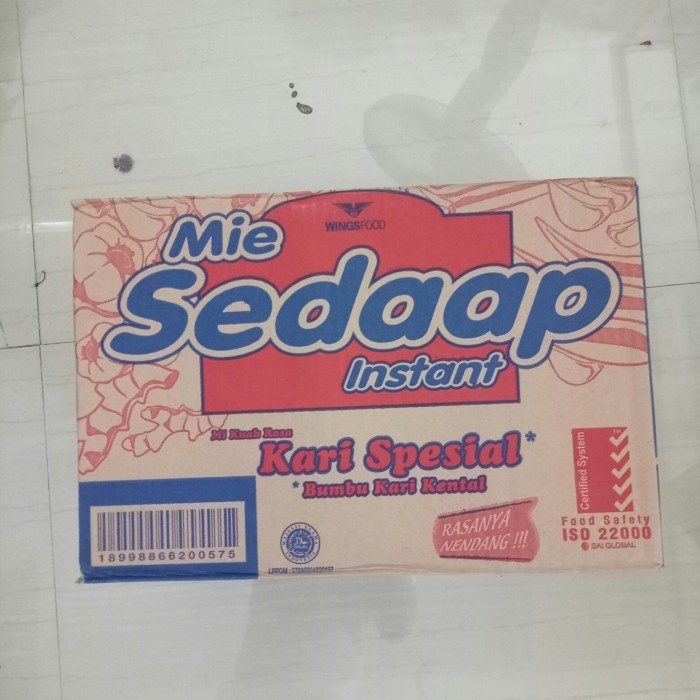 WINGSFOOD
Mie
Sedaap
Instant
Mi Kuah Rasa
Kari Spesial*
*Bumbu Kari Kental
RASANYA
NENDANG !!!
Certified System
Food Safety
ISO 22000
SAI GLOBAL
18998866200575
LPPOM :